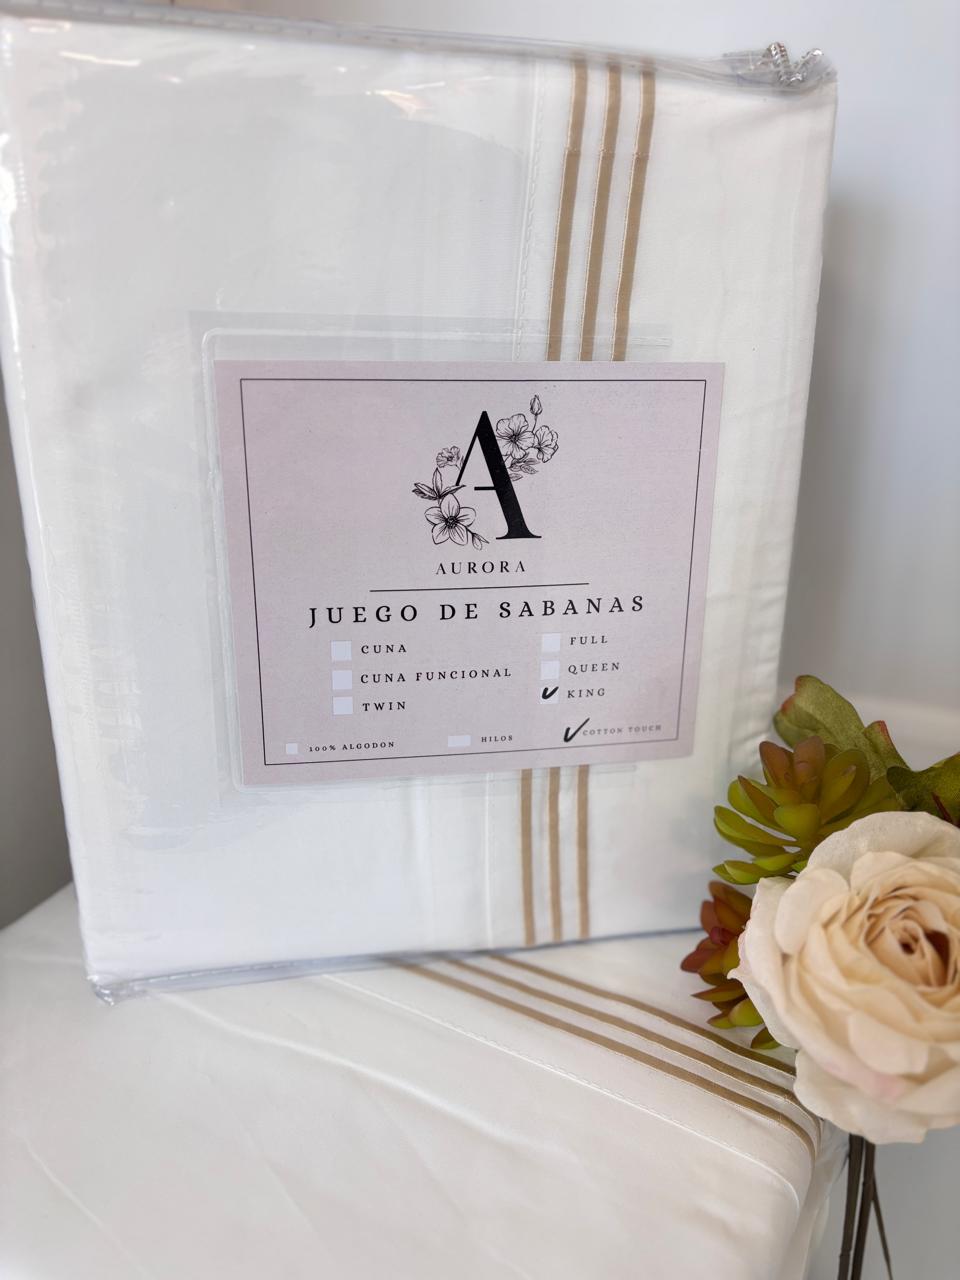 A
AURORA
JUEGO DE SABANAS
CUNA
CUNA FUNCIONAL
TWIN
FULL
QUEEN
KING
100% ALGODON
HILOS
COTTON TOUCH